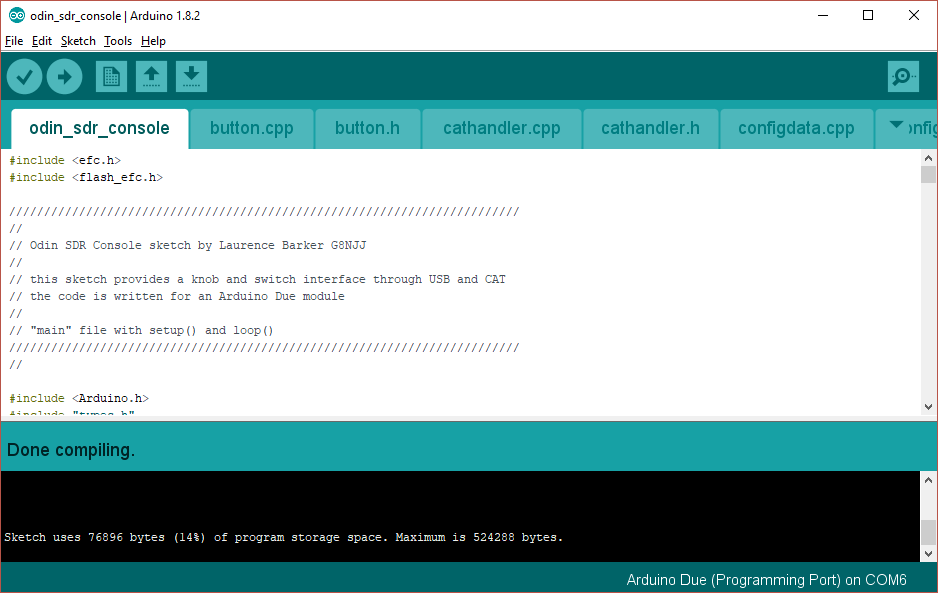 odin_sdr_console | Arduino 1.8.2
File Edit Sketch Tools Help
odin_sdr_console button.cpp button.h cathandler.cpp cathandler.h configdata.cpp
#include <efc.h>
#include <flash_efc.h>
/////////////////////////////////////////////////////////////////////////
//
// Odin SDR Console sketch by Laurence Barker G8NJJ
//
// this sketch provides a knob and switch interface through USB and CAT
// the code is written for an Arduino Due module
//
// "main" file with setup() and loop()
/////////////////////////////////////////////////////////////////////////
//
#include <Arduino.h>
#include "types.h"
Done compiling.
Sketch uses 76896 bytes (14%) of program storage space. Maximum is 524288 bytes.
Arduino Due (Programming Port) on COM6